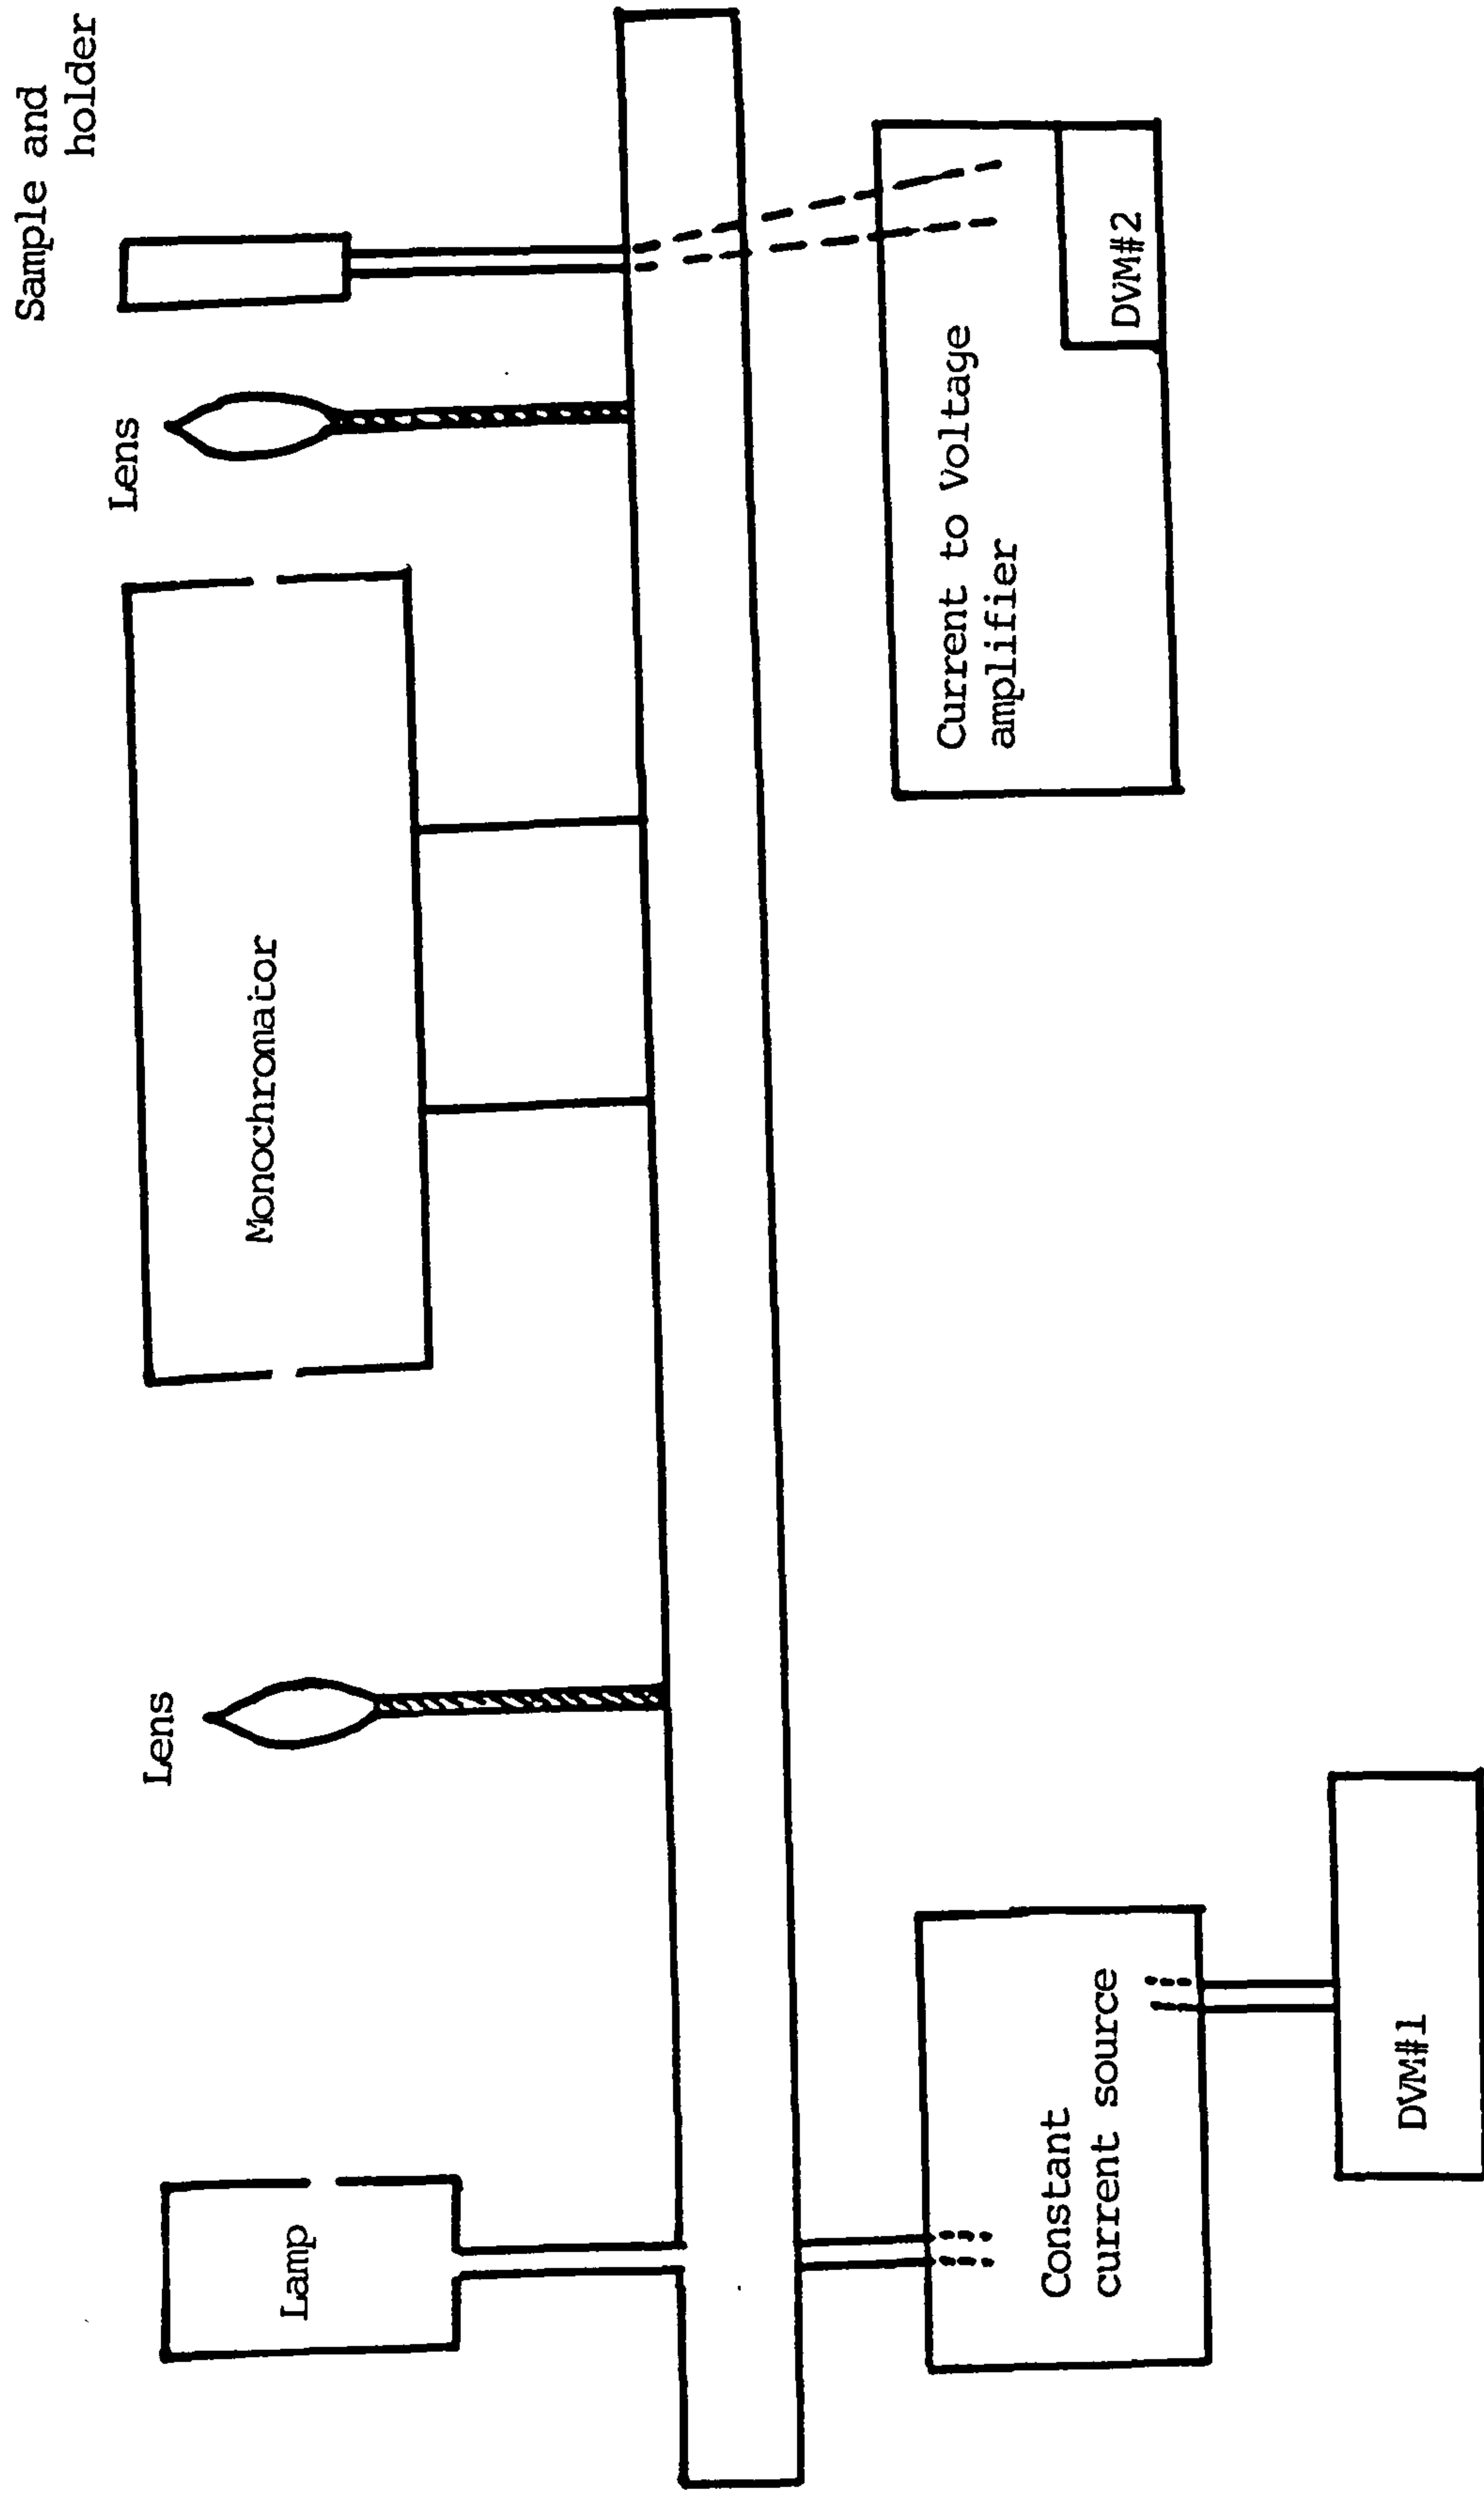 Lamp
Lens
Monochromator
Lens
Sample and
holder
Constant
current source
DVM#1
Current to voltage
amplifier
DVM#2